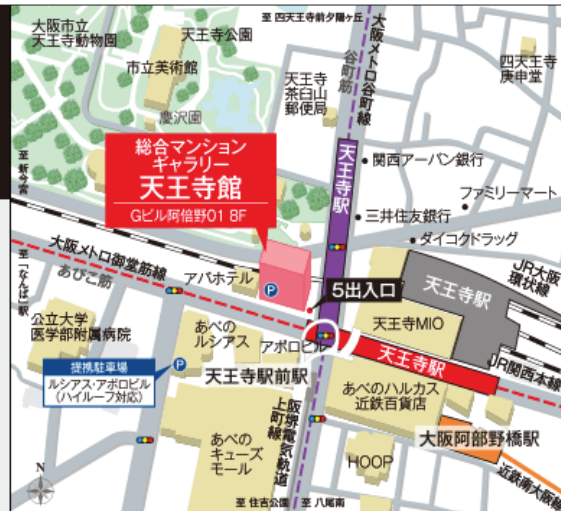 至 四天王寺前夕陽ヶ丘
大阪市立
天王寺動物園
天王寺公園
市立美術館
慶沢園
天王寺
茶臼山
郵便局
谷町筋
大阪メトロ谷町線
四天王寺
庚申堂
総合マンション
ギャラリー
天王寺館
Gビル阿倍野01 8F
天王寺駅
関西アーバン銀行
ファミリーマート
三井住友銀行
ダイコクドラッグ
至 新今宮
大阪メトロ御堂筋線
至「なんば」駅
あびこ筋
アパホテル
P
5出入口
天王寺駅
JR大阪
環状線
天王寺MIO
公立大学
医学部附属病院
あべの
ルシアス
アポロビル
天王寺駅
JR関西本線
提携駐車場
ルシアス・アポロビル
(ハイルーフ対応)
P
天王寺駅前駅
あべのハルカス
近鉄百貨店
阪堺電気軌道
上町線
大阪阿部野橋駅
あべの
キューズ
モール
HOOP
近鉄南大阪線
N
至 住吉公園
至 八尾南